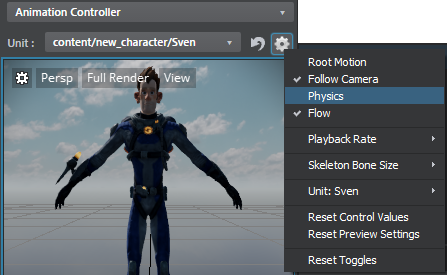 Animation Controller
Unit : content/new_character/Sven
Persp Full Render View
Root Motion
Follow Camera
Physics
Flow
Playback Rate
Skeleton Bone Size
Unit: Sven
Reset Control Values
Reset Preview Settings
Reset Toggles